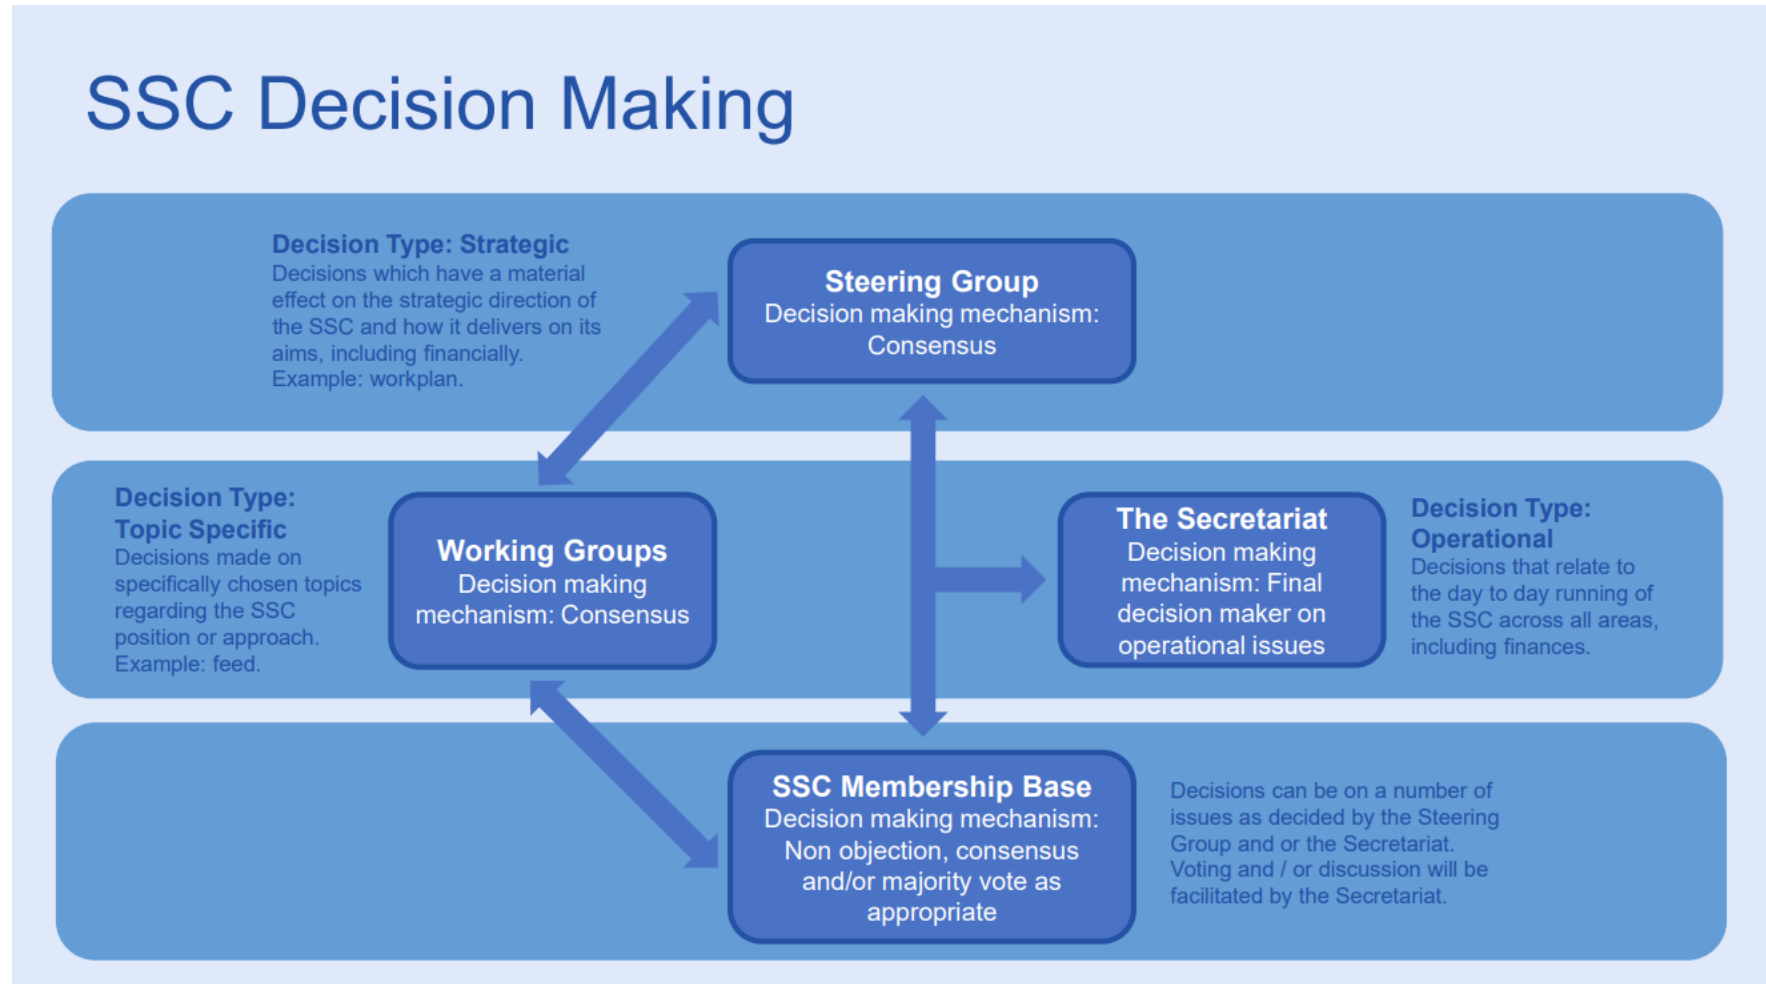 SSC Decision Making
Decision Type: Strategic
Decisions which have a material
effect on the strategic direction of
the SSC and how it delivers on its
aims, including financially.
Example: workplan.
Steering Group
Decision making mechanism:
Consensus
Decision Type:
Topic Specific
Decisions made on
specifically chosen topics
regarding the SSC
position or approach.
Example: feed.
Working Groups
Decision making
mechanism: Consensus
The Secretariat
Decision making
mechanism: Final
decision maker on
operational issues
Decision Type:
Operational
Decisions that relate to
the day to day running of
the SSC across all areas,
including finances.
SSC Membership Base
Decision making mechanism:
Non objection, consensus
and/or majority vote as
appropriate
Decisions can be on a number of
issues as decided by the Steering
Group and or the Secretariat.
Voting and / or discussion will be
facilitated by the Secretariat.